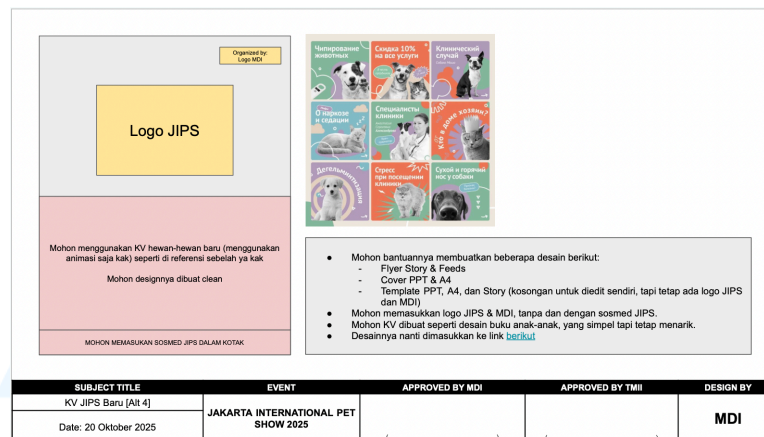 Organized by:
Logo MDI
Logo JIPS
Mohon menggunakan KV hewan-hewan baru (menggunakan
animasi saja kak) seperti di referensi sebelah ya kak
Mohon designnya dibuat clean
MOHON MEMASUKAN SOSMED JIPS DALAM KOTAK
Чипирование
животных
Скидка 10%
на все услуги
Клинический
случай
О наркозе
и седации
Специалисты
клиники
Кто в доме хозяин?
Дегельминтизация
Стресс
при посещении
клиники
Сухой и горячий
нос у собаки
● Mohon bantuannya membuatkan beberapa desain berikut:
- Flyer Story & Feeds
- Cover PPT & A4
- Template PPT, A4, dan Story (kosongan untuk diedit sendiri, tapi tetap ada logo JIPS
dan MDI)
● Mohon memasukkan logo JIPS & MDI, tanpa dan dengan sosmed JIPS.
● Mohon KV dibuat seperti desain buku anak-anak, yang simpel tapi tetap menarik.
● Desainnya nanti dimasukkan ke link berikut
SUBJECT TITLE EVENT APPROVED BY MDI APPROVED BY TMII DESIGN BY
KV JIPS Baru [Alt 4]
JAKARTA INTERNATIONAL PET
SHOW 2025
MDI
Date: 20 Oktober 2025